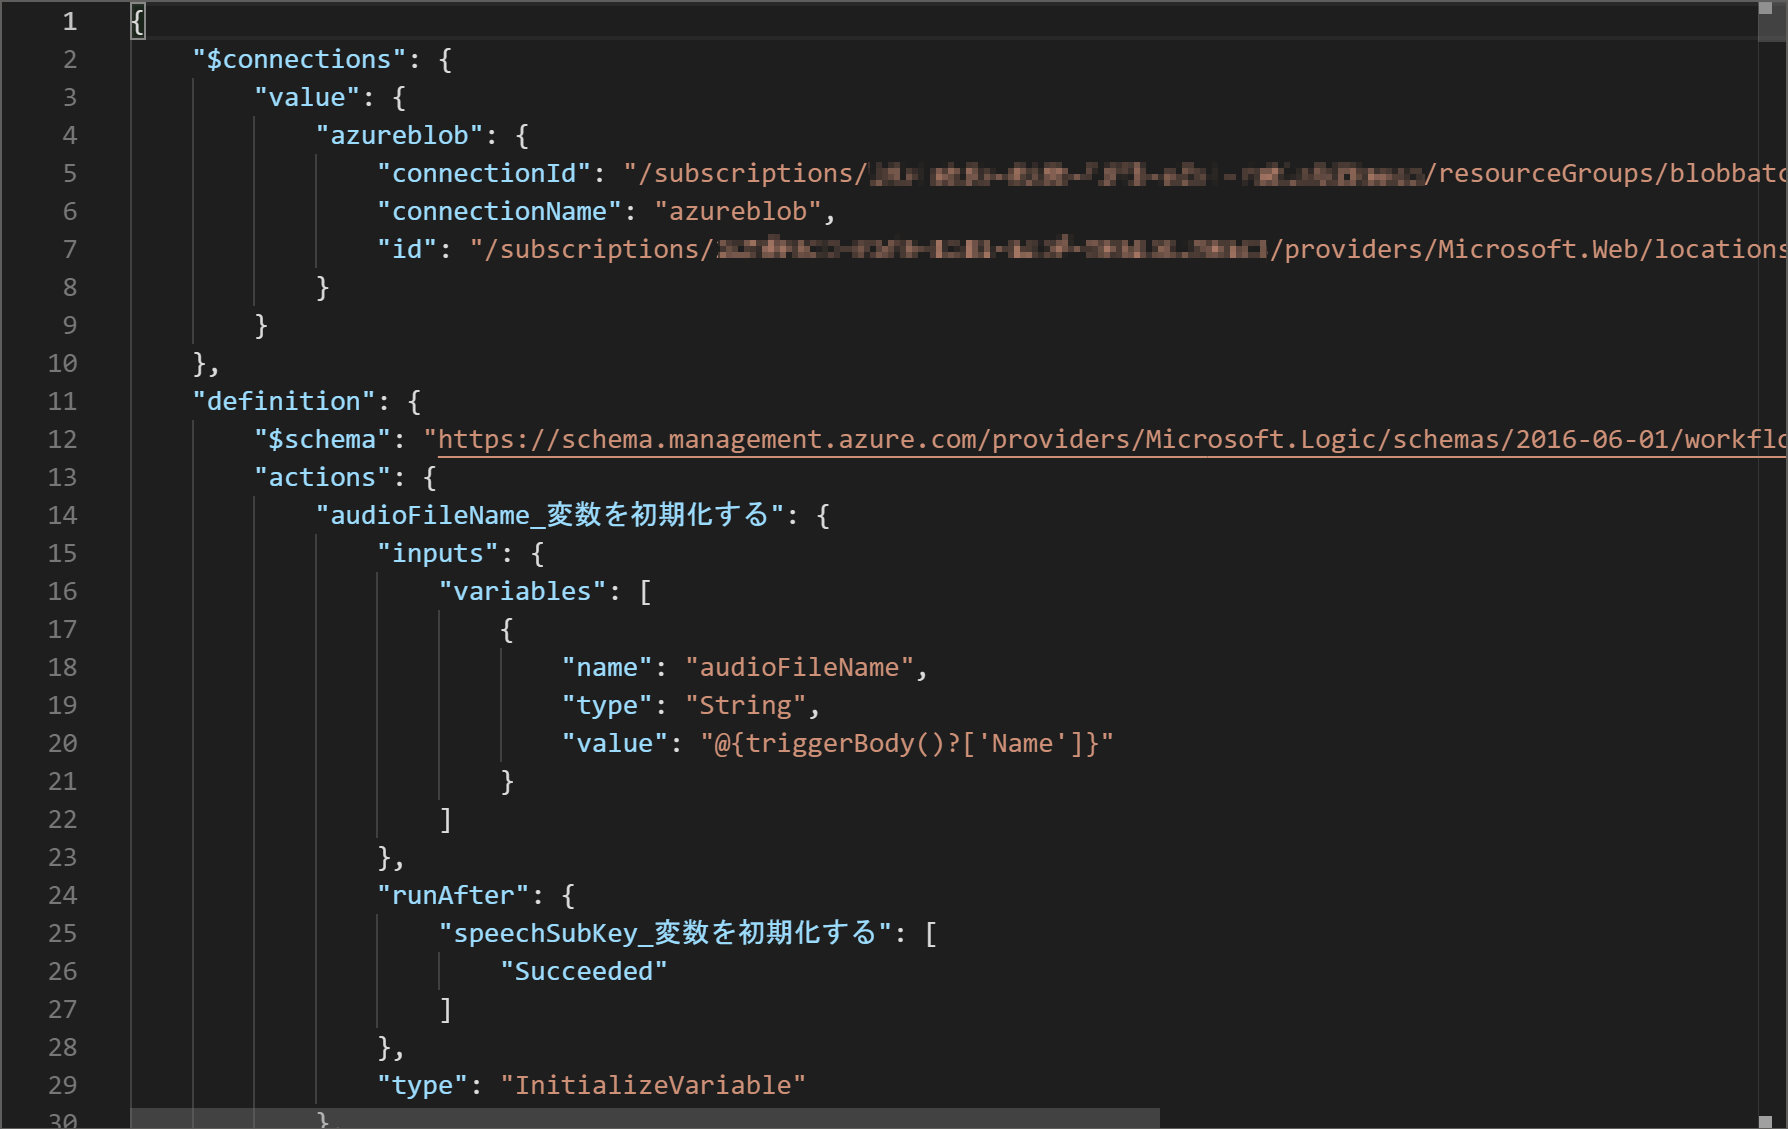 1 {
2 "$connections": {
3 "value": {
4 "azureblob": {
5 "connectionId": "/subscriptions/ /resourceGroups/blobbatc
6 "connectionName": "azureblob",
7 "id": "/subscriptions/ /providers/Microsoft.Web/locations
8 }
9 }
10 },
11 "definition": {
12 "$schema": "https://schema.management.azure.com/providers/Microsoft.Logic/schemas/2016-06-01/workflo
13 "actions": {
14 "audioFileName_変数を初期化する": {
15 "inputs": {
16 "variables": [
17 {
18 "name": "audioFileName",
19 "type": "String",
20 "value": "@{triggerBody()?['Name']}"
21 }
22 ]
23 },
24 "runAfter": {
25 "speechSubKey_変数を初期化する": [
26 "Succeeded"
27 ]
28 },
29 "type": "InitializeVariable"
30 }